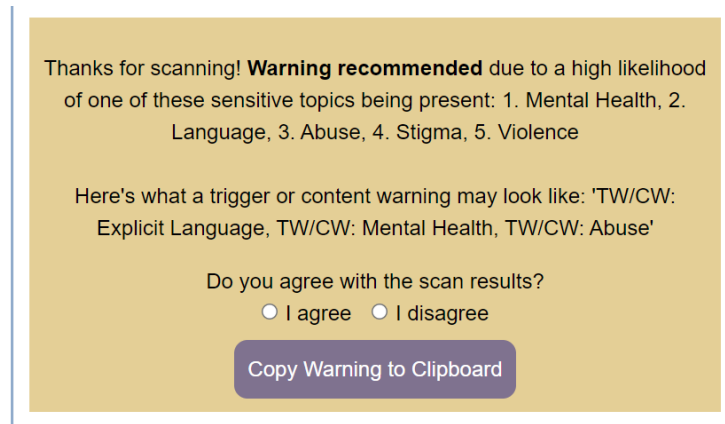 Thanks for scanning! Warning recommended due to a high likelihood
of one of these sensitive topics being present: 1. Mental Health, 2.
Language, 3. Abuse, 4. Stigma, 5. Violence
Here's what a trigger or content warning may look like: 'TW/CW:
Explicit Language, TW/CW: Mental Health, TW/CW: Abuse'
Do you agree with the scan results?
I agree I disagree
Copy Warning to Clipboard